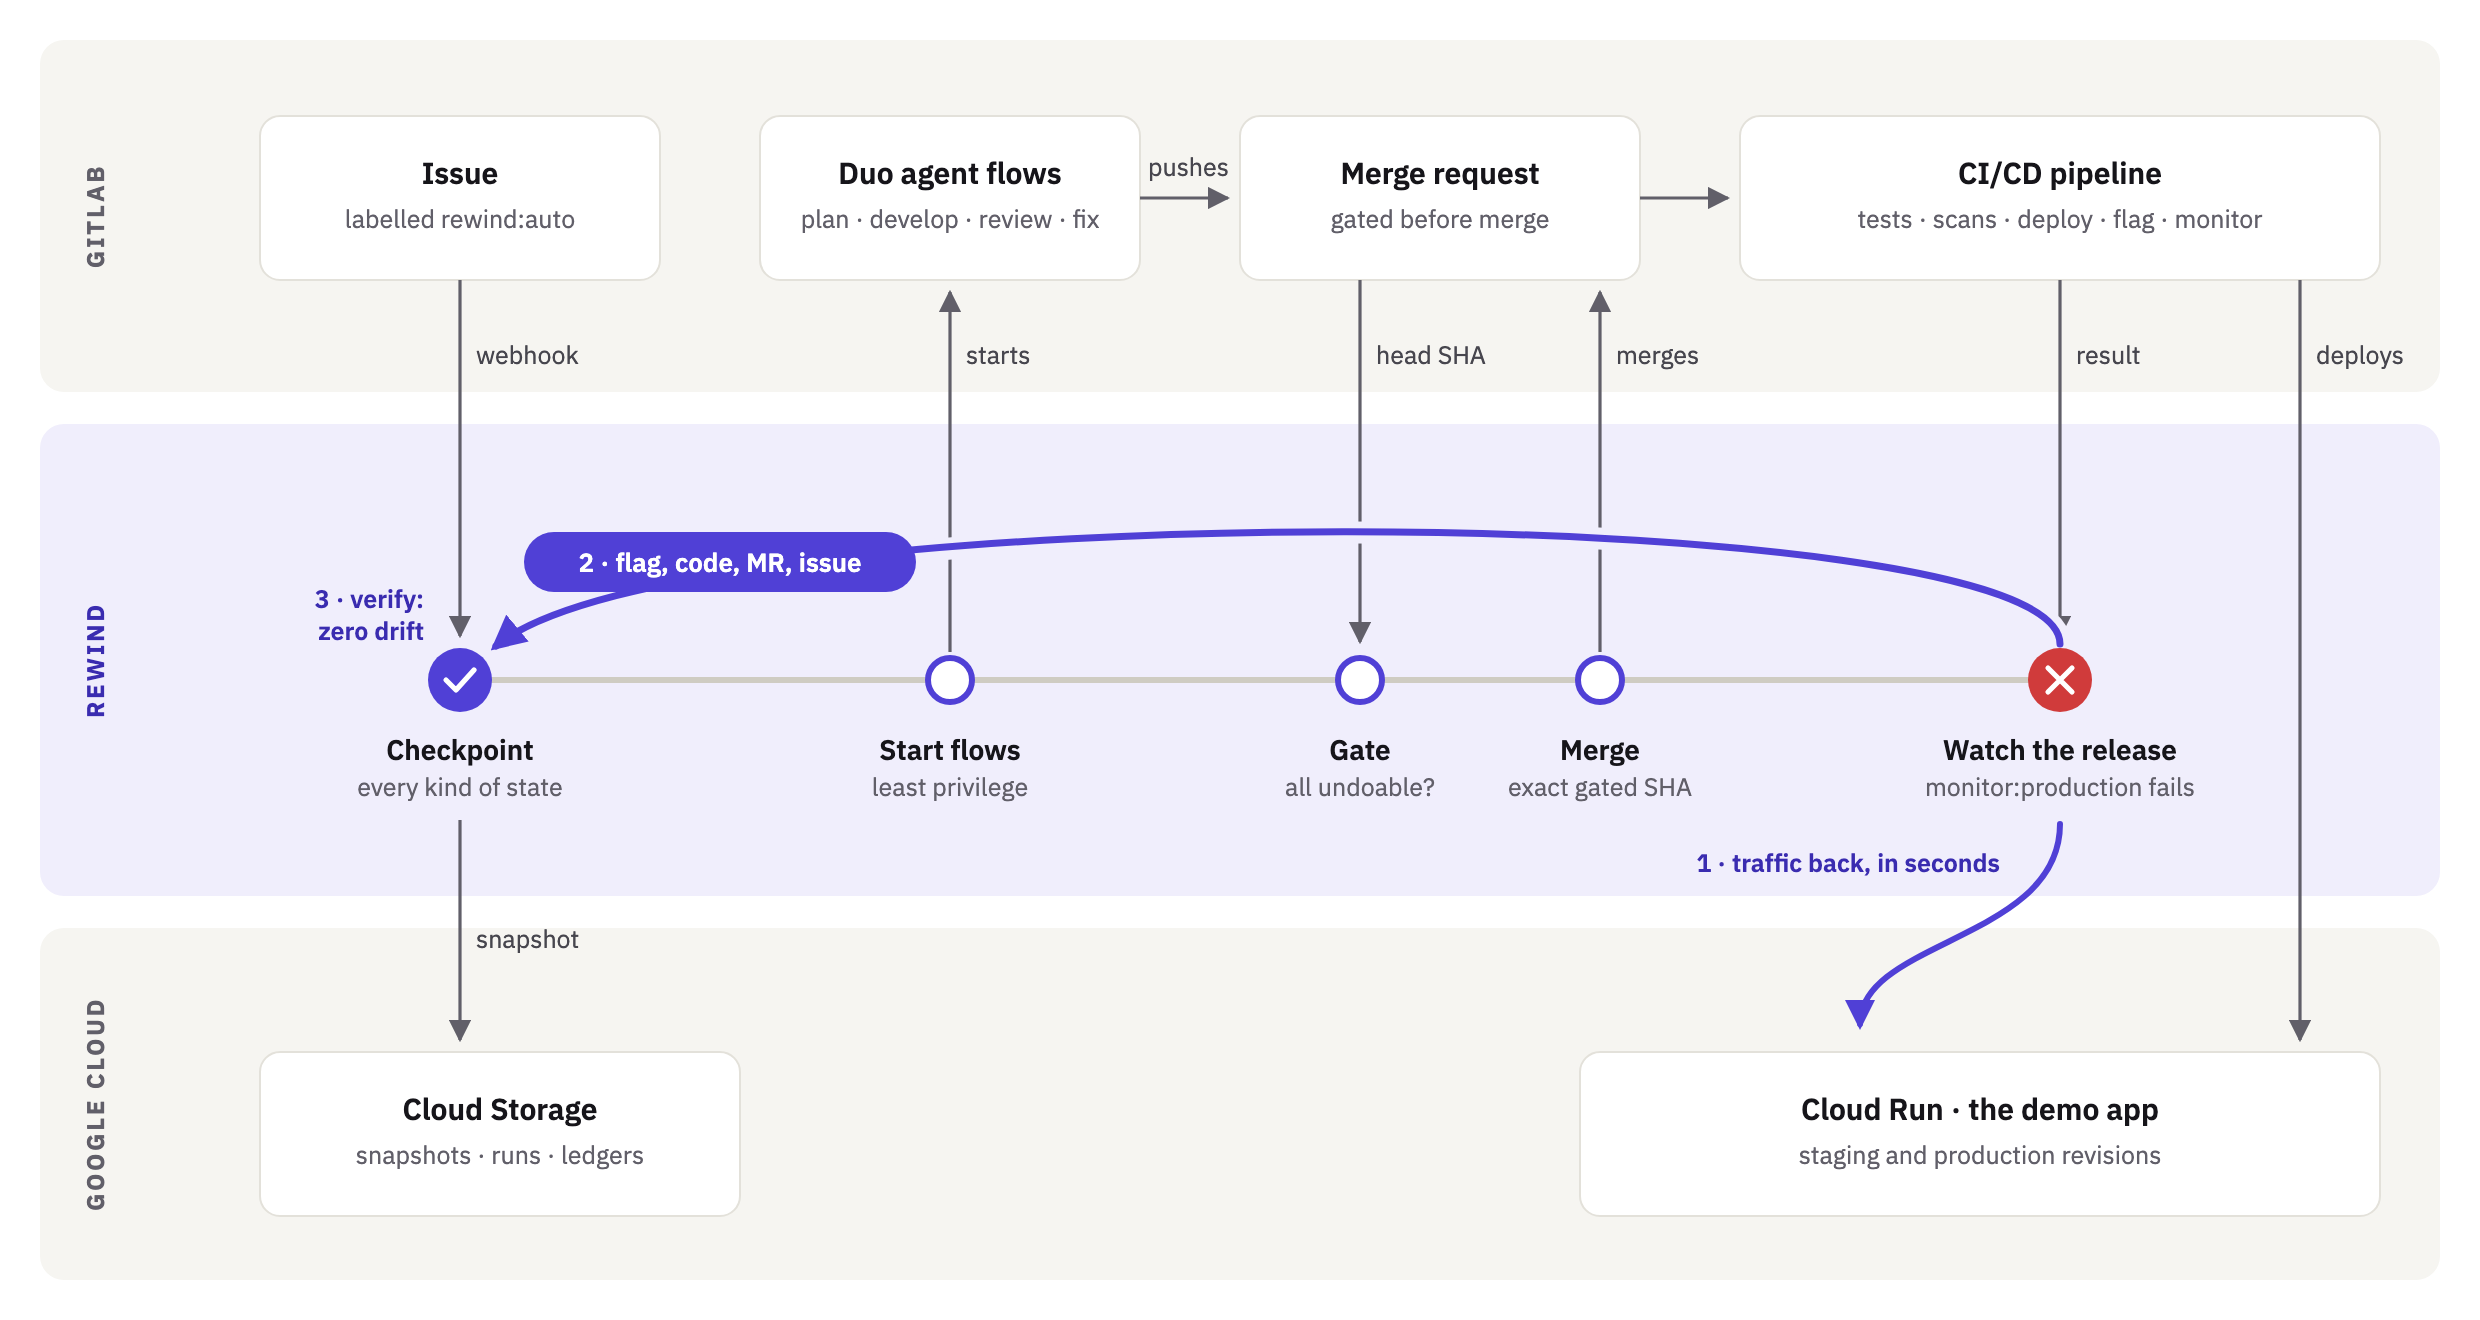 GITLAB
Issue
labelled rewind:auto
Duo agent flows
plan · develop · review · fix
pushes
Merge request
gated before merge
CI/CD pipeline
tests · scans · deploy · flag · monitor
webhook
starts
head SHA
merges
result
deploys
REWIND
2 · flag, code, MR, issue
3 · verify:
zero drift
Checkpoint
every kind of state
Start flows
least privilege
Gate
all undoable?
Merge
exact gated SHA
Watch the release
monitor:production fails
1 · traffic back, in seconds
GOOGLE CLOUD
snapshot
Cloud Storage
snapshots · runs · ledgers
Cloud Run · the demo app
staging and production revisions